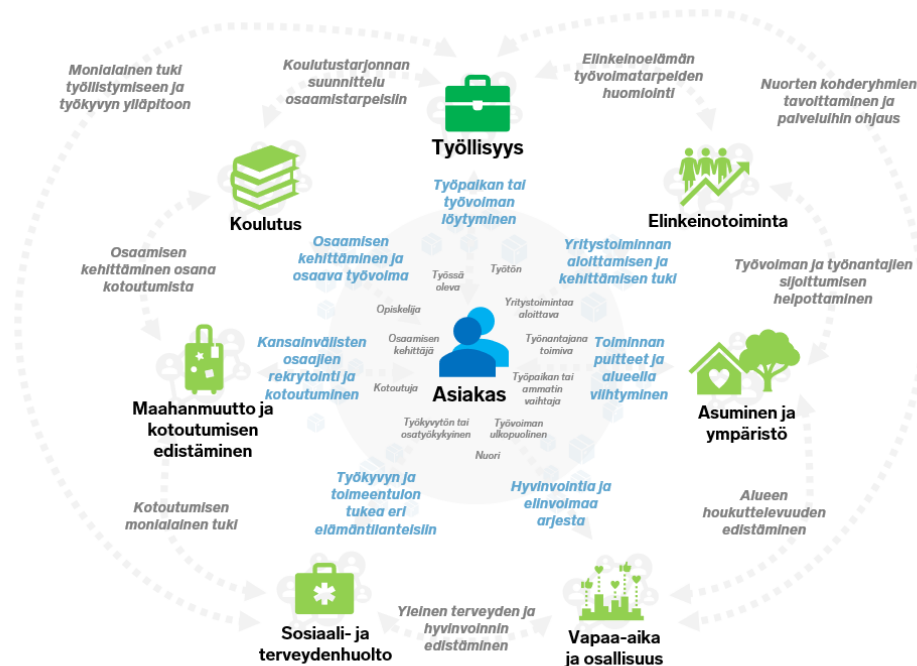 Monialainen tuki
työllistymiseen ja
työkyvyn ylläpitoon
Koulutustarjonnan
suunnittelu
osaamistarpeisiin
Elinkeinoelämän
työvoimatarpeiden
huomiointi
Nuorten kohderyhmien
tavoittaminen ja
palveluihin ohjaus
Työllisyys
Koulutus
Elinkeinotoiminta
Työpaikan tai
työvoiman
löytyminen
Osaamisen
kehittäminen ja
osaava työvoima
Yritystoiminnan
aloittamisen ja
kehittämisen tuki
Osaamisen
kehittäminen osana
kotoutumista
Työvoiman ja työnantajien
sijoittumisen
helpottaminen
Työssä
oleva
Työtön
Opiskelija
Yritystoimintaa
aloittava
Osaamisen
kehittäjä
Työnantajana
toimiva
Kotoutuja
Työpaikan tai
ammatin
vaihtaja
Työkyvytön tai
osatyökykyinen
Työvoiman
ulkopuolinen
Nuori
Asiakas
Kansainvälisten
osaajien
rekrytointi ja
kotoutuminen
Toiminnan
puitteet ja
alueella
viihtyminen
Maahanmuutto ja
kotoutumisen
edistäminen
Asuminen ja
ympäristö
Työkyvyn ja
toimeentulon
tukea eri
elämäntilanteisiin
Hyvinvointia ja
elinvoimaa
arjesta
Kotoutumisen
monialainen tuki
Alueen
houkuttelevuuden
edistäminen
Sosiaali- ja
terveydenhuolto
Yleinen terveyden ja
hyvinvoinnin
edistäminen
Vapaa-aika
ja osallisuus